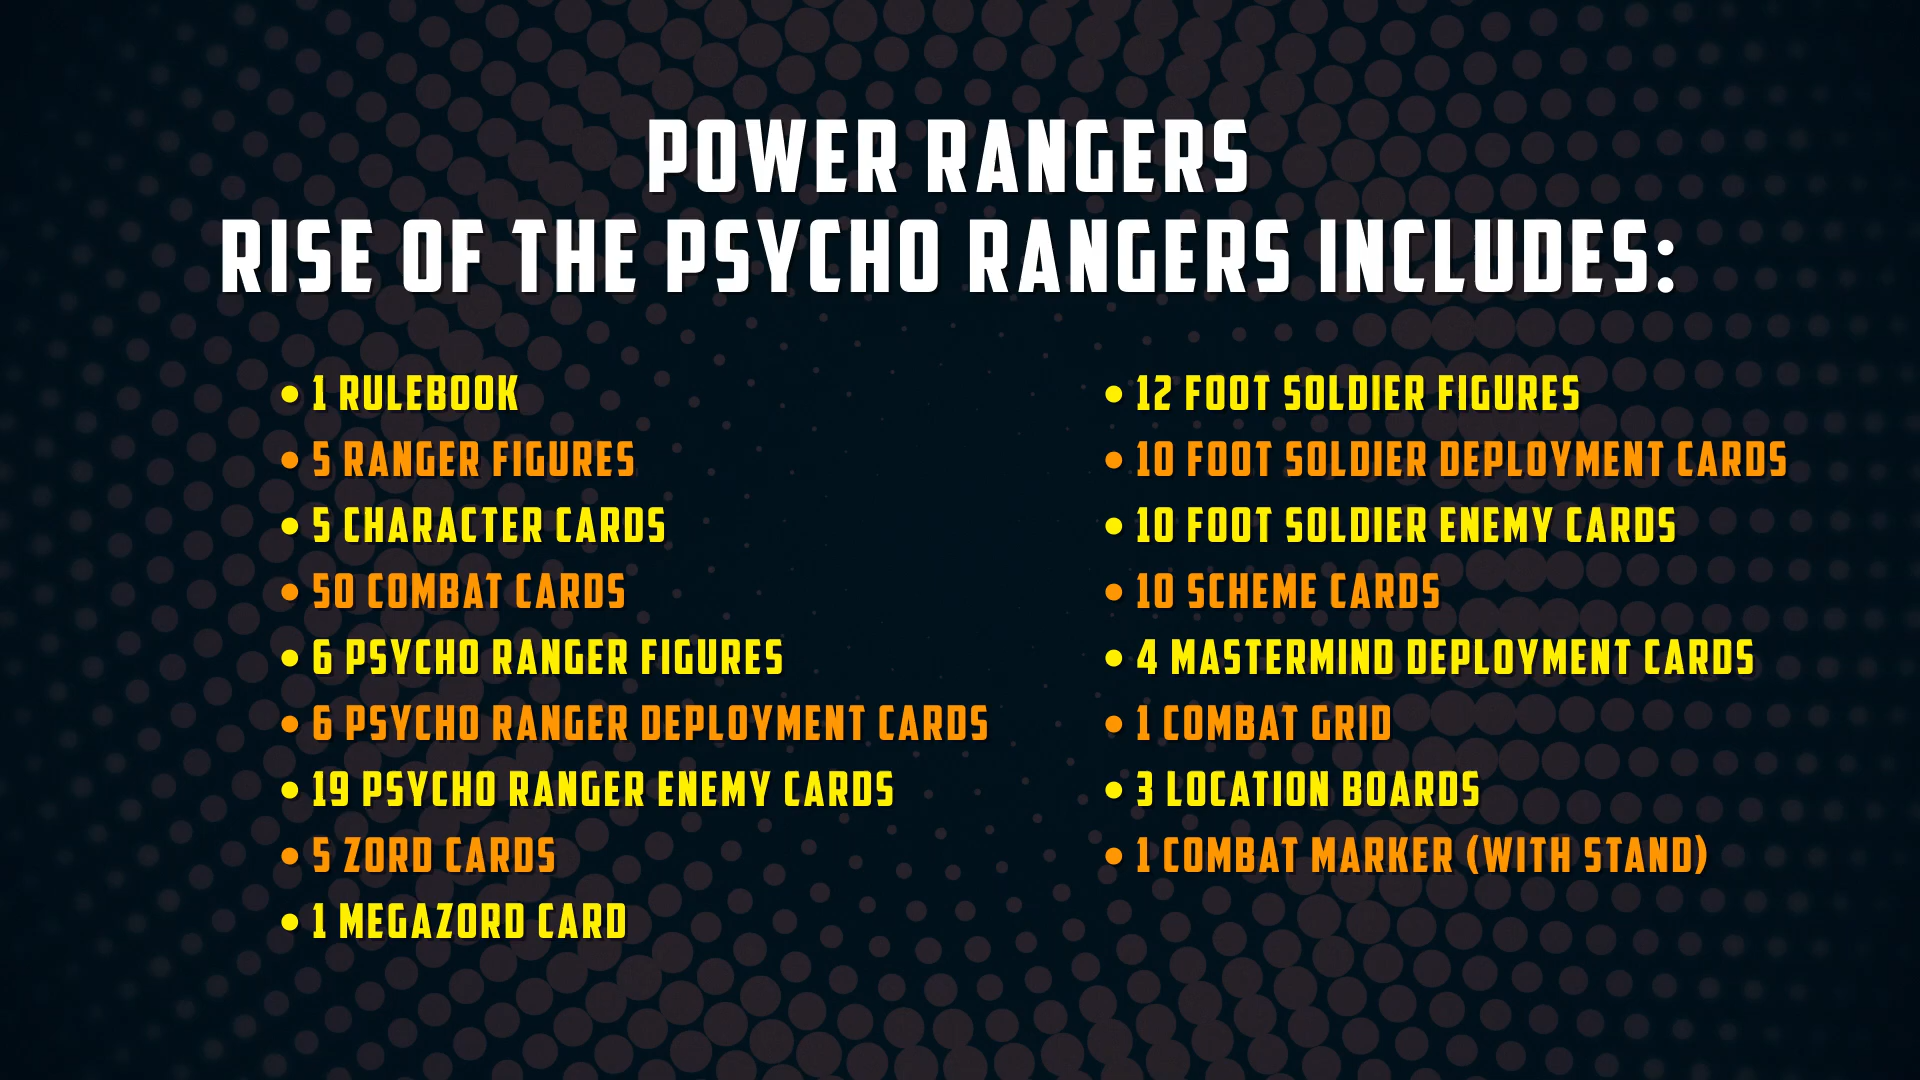 POWER RANGERS
RISE OF THE PSYCHO RANGERS INCLUDES:
• 1 RULEBOOK
• 5 RANGER FIGURES
• 5 CHARACTER CARDS
• 50 COMBAT CARDS
• 6 PSYCHO RANGER FIGURES
• 6 PSYCHO RANGER DEPLOYMENT CARDS
• 19 PSYCHO RANGER ENEMY CARDS
• 5 ZORD CARDS
• 1 MEGAZORD CARD
• 12 FOOT SOLDIER FIGURES
• 10 FOOT SOLDIER DEPLOYMENT CARDS
• 10 FOOT SOLDIER ENEMY CARDS
• 10 SCHEME CARDS
• 4 MASTERMIND DEPLOYMENT CARDS
• 1 COMBAT GRID
• 3 LOCATION BOARDS
• 1 COMBAT MARKER (WITH STAND)